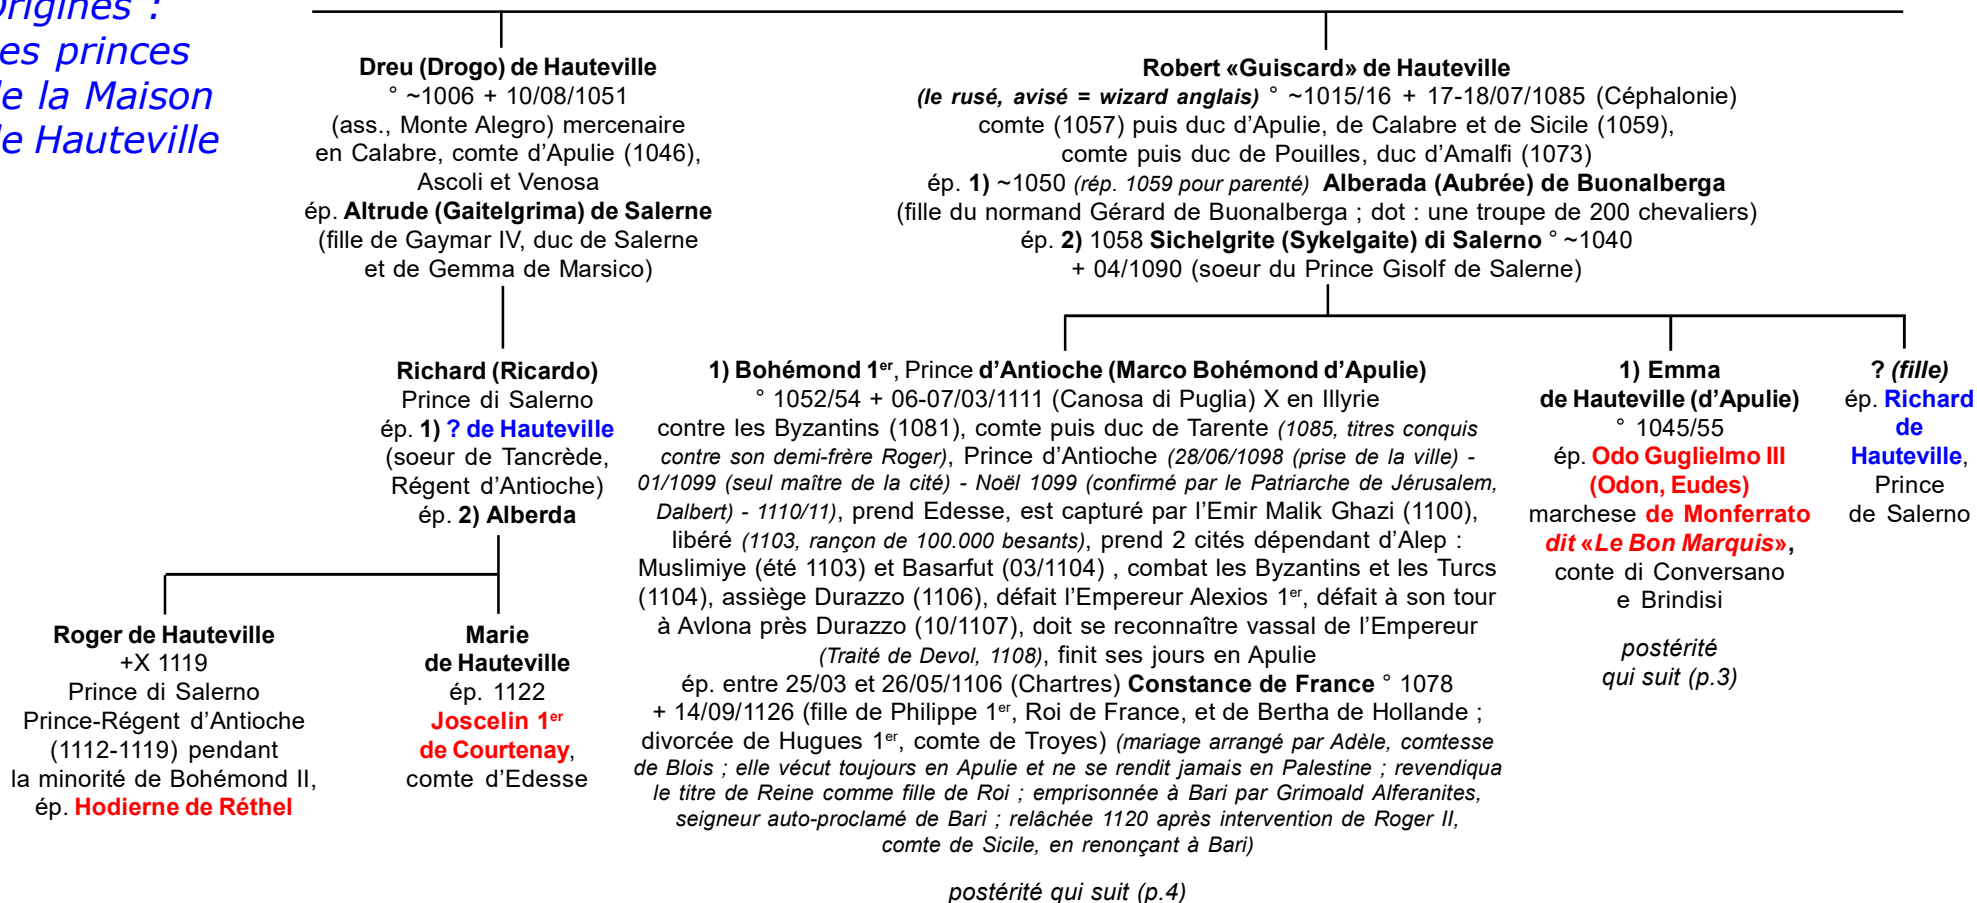 Origines :
es princes
de la Maison
de Hauteville
Dreu (Drogo) de Hauteville
° ~1006 + 10/08/1051
(ass., Monte Alegro) mercenaire
en Calabre, comte d’Apulie (1046),
Ascoli et Venosa
ép. Altrude (Gaitelgrima) de Salerne
(fille de Gaymar IV, duc de Salerne
et de Gemma de Marsico)
Robert «Guiscard» de Hauteville
(le rusé, avisé = wizard anglais) ° ~1015/16 + 17-18/07/1085 (Céphalonie)
comte (1057) puis duc d’Apulie, de Calabre et de Sicile (1059),
comte puis duc de Pouilles, duc d’Amalfi (1073)
ép. 1) ~1050 (rép. 1059 pour parenté) Alberada (Aubrée) de Buonalberga
(fille du normand Gérard de Buonalberga ; dot : une troupe de 200 chevaliers)
ép. 2) 1058 Sichelgrite (Sykelgaite) di Salerno ° ~1040
+ 04/1090 (soeur du Prince Gisolf de Salerne)
Richard (Ricardo)
Prince di Salerno
ép. 1) ? de Hauteville
(soeur de Tancrède,
Régent d’Antioche)
ép. 2) Alberda
1) Bohémond 1er, Prince d’Antioche (Marco Bohémond d’Apulie)
° 1052/54 + 06-07/03/1111 (Canosa di Puglia) X en Illyrie
contre les Byzantins (1081), comte puis duc de Tarente (1085, titres conquis
contre son demi-frère Roger), Prince d’Antioche (28/06/1098 (prise de la ville) -
01/1099 (seul maître de la cité) - Noël 1099 (confirmé par le Patriarche de Jérusalem,
Dalbert) - 1110/11), prend Edesse, est capturé par l’Emir Malik Ghazi (1100),
libéré (1103, rançon de 100.000 besants), prend 2 cités dépendant d’Alep :
Muslimiye (été 1103) et Basarfut (03/1104) , combat les Byzantins et les Turcs
(1104), assiège Durazzo (1106), défait l’Empereur Alexios 1er, défait à son tour
à Avlona près Durazzo (10/1107), doit se reconnaître vassal de l’Empereur
(Traité de Devol, 1108), finit ses jours en Apulie
ép. entre 25/03 et 26/05/1106 (Chartres) Constance de France ° 1078
+ 14/09/1126 (fille de Philippe 1er, Roi de France, et de Bertha de Hollande ;
divorcée de Hugues 1er, comte de Troyes) (mariage arrangé par Adèle, comtesse
de Blois ; elle vécut toujours en Apulie et ne se rendit jamais en Palestine ; revendiqua
le titre de Reine comme fille de Roi ; emprisonnée à Bari par Grimoald Alferanites,
seigneur auto-proclamé de Bari ; relâchée 1120 après intervention de Roger II,
comte de Sicile, en renonçant à Bari)
postérité qui suit (p.4)
1) Emma
de Hauteville (d’Apulie)
° 1045/55
ép. Odo Guglielmo III
(Odon, Eudes)
marchese de Monferrato
dit «Le Bon Marquis»,
conte di Conversano
e Brindisi
postérité
qui suit (p.3)
? (fille)
ép. Richard
de
Hauteville,
Prince
de Salerno
Roger de Hauteville
+X 1119
Prince di Salerno
Prince-Régent d’Antioche
(1112-1119) pendant
la minorité de Bohémond II,
ép. Hodierne de Réthel
Marie
de Hauteville
ép. 1122
Joscelin 1er
de Courtenay,
comte d’Edesse